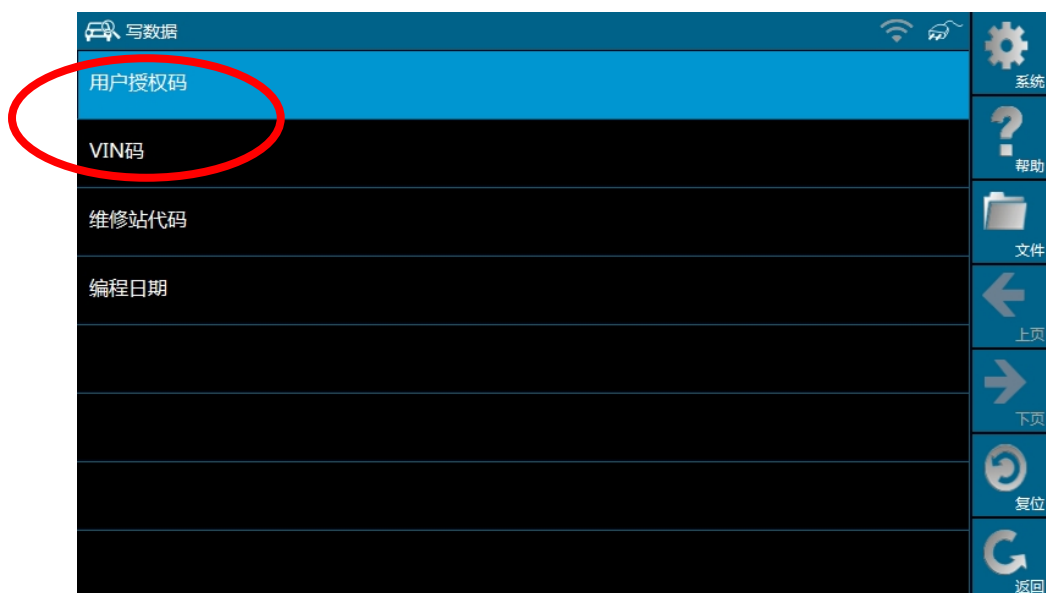 写数据
用户授权码
VIN码
维修站代码
编程日期
系统
帮助
文件
上页
下页
复位
返回